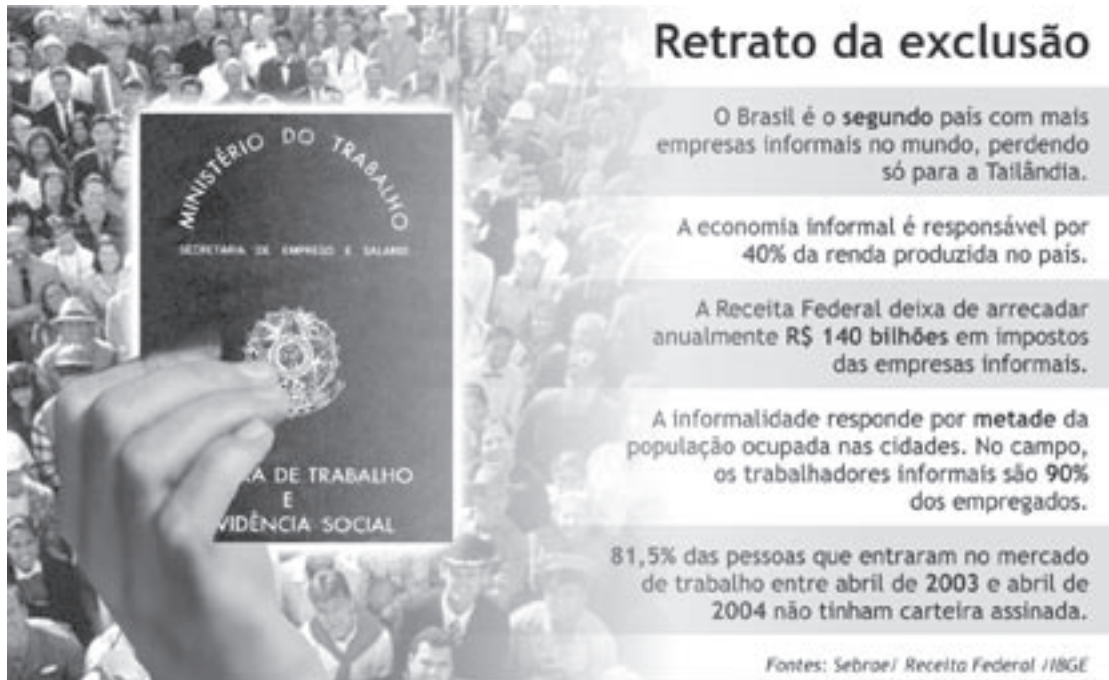 Retrato da exclusão
O Brasil é o segundo país com mais
empresas informais no mundo, perdendo
só para a Tailândia.
A economia informal é responsável por
40% da renda produzida no país.
A Receita Federal deixa de arrecadar
anualmente R$ 140 bilhões em impostos
das empresas informais.
A informalidade responde por metade da
população ocupada nas cidades. No campo,
os trabalhadores informais são 90%
dos empregados.
81,5% das pessoas que entraram no mercado
de trabalho entre abril de 2003 e abril de
2004 não tinham carteira assinada.
Fontes: Sebrae/ Receita Federal /IBGE
MINISTÉRIO DO TRABALHO
SECRETARIA DE EMPREGO E SALÁRIO
RA DE TRABALHO
E
VIDÊNCIA SOCIAL